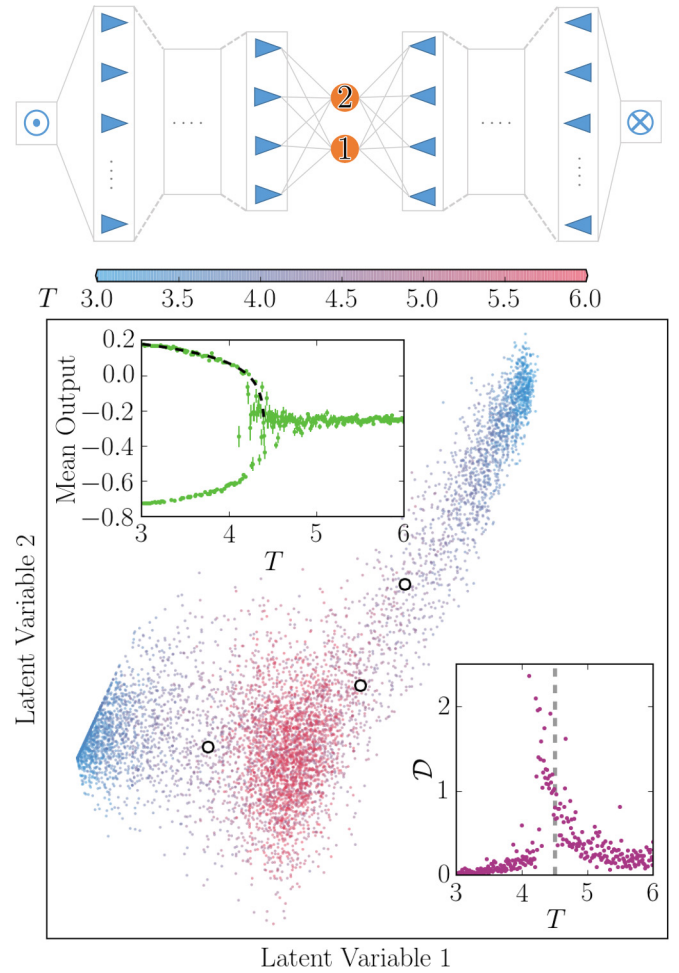 2
1
T
3.0 3.5 4.0 4.5 5.0 5.5 6.0
0.2
0.0
−0.2
−0.4
−0.6
−0.8
Mean Output
3 4 5 6
T
Latent Variable 2
2
1
0
𝒟
3 4 5 6
T
Latent Variable 1